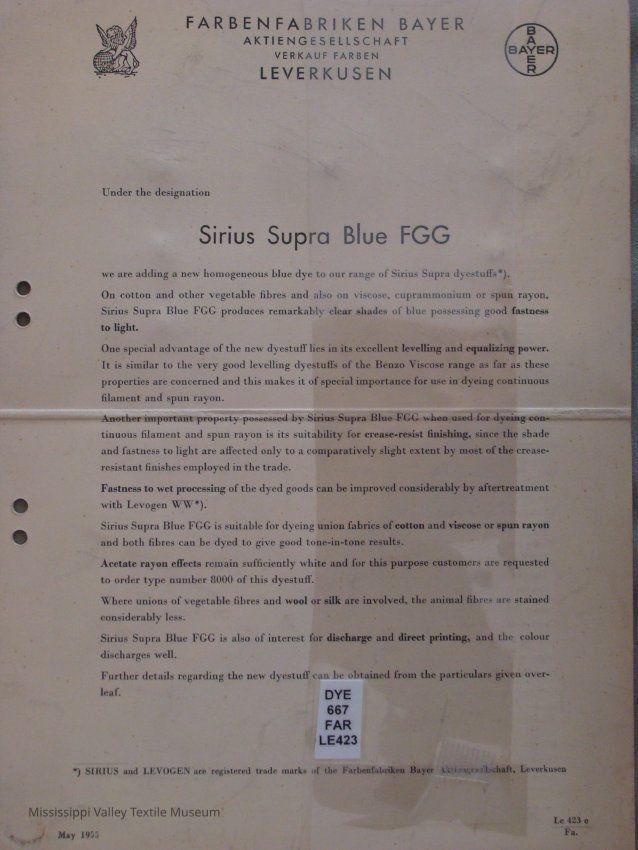 FARBENFABRIKEN BAYER
AKTIENGESELLSCHAFT
VERKAUF FARBEN
LEVERKUSEN
BAYER
BAYER
Under the designation
Sirius Supra Blue FGG
we are adding a new homogeneous blue dye to our range of Sirius Supra dyestuffs*).
On cotton and other vegetable fibres and also on viscose, cuprammonium or spun rayon,
Sirius Supra Blue FGG produces remarkably clear shades of blue possessing good fastness
to light.
One special advantage of the new dyestuff lies in its excellent levelling and equalizing power.
It is similar to the very good levelling dyestuffs of the Benzo Viscose range as far as these
properties are concerned and this makes it of special importance for use in dyeing continuous
filament and spun rayon.
Another important property possessed by Sirius Supra Blue FGG when used for dyeing con-
tinuous filament and spun rayon is its suitability for crease-resist finishing, since the shade
and fastness to light are affected only to a comparatively slight extent by most of the crease-
resistant finishes employed in the trade.
Fastness to wet processing of the dyed goods can be improved considerably by aftertreatment
with Levogen WW*).
Sirius Supra Blue FGG is suitable for dyeing union fabrics of cotton and viscose or spun rayon
and both fibres can be dyed to give good tone-in-tone results.
Acetate rayon effects remain sufficiently white and for this purpose customers are requested
to order type number 8000 of this dyestuff.
Where unions of vegetable fibres and wool or silk are involved, the animal fibres are stained
considerably less.
Sirius Supra Blue FGG is also of interest for discharge and direct printing, and the colour
discharges well.
Further details regarding the new dyestuff can be obtained from the particulars given over-
leaf.
DYE
667
FAR
LE423
*) SIRIUS and LEVOGEN are registered trade marks of the Farbenfabriken Bayer Aktiengesellschaft, Leverkusen
Mississippi Valley Textile Museum
May 1955
Le 423 e
Fa.